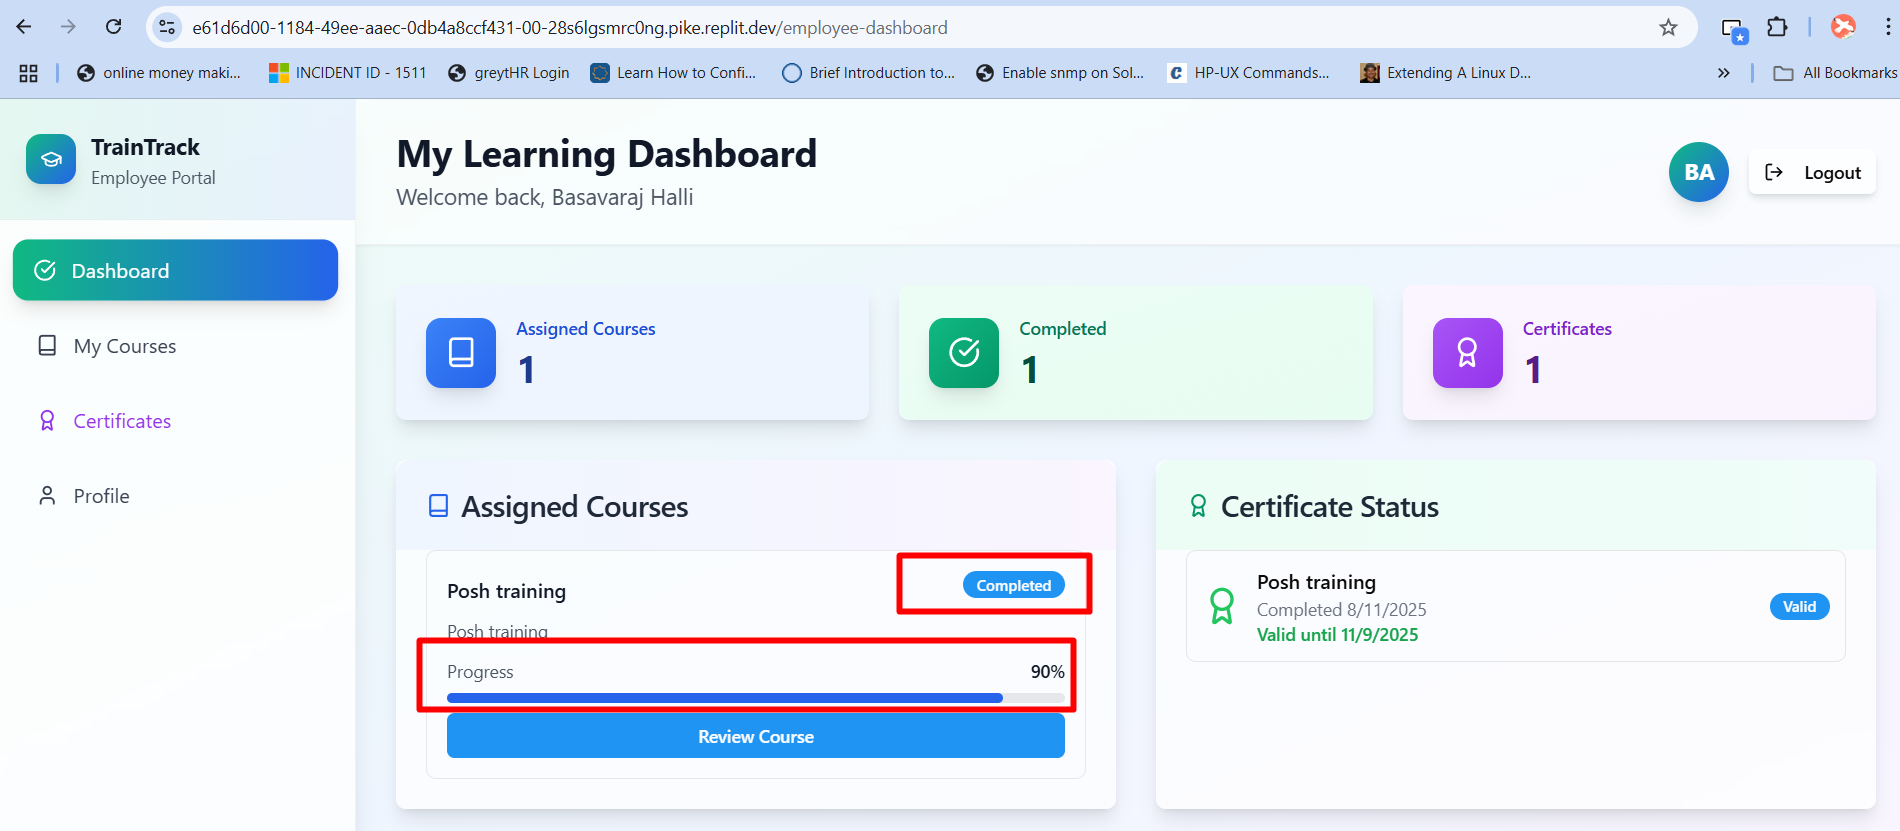 e61d6d00-1184-49ee-aaec-0db4a8ccf431-00-28s6lgsmrc0ng.pike.replit.dev/employee-dashboard
online money maki...
INCIDENT ID - 1511
greytHR Login
Learn How to Confi...
Brief Introduction to...
Enable snmp on Sol...
HP-UX Commands...
Extending A Linux D...
All Bookmarks
TrainTrack
Employee Portal
Dashboard
My Courses
Certificates
Profile
My Learning Dashboard
Welcome back, Basavaraj Halli
BA
Logout
Assigned Courses
1
Completed
1
Certificates
1
Assigned Courses
Posh training
Completed
Posh training
Progress
90%
Review Course
Certificate Status
Posh training
Completed 8/11/2025
Valid until 11/9/2025
Valid